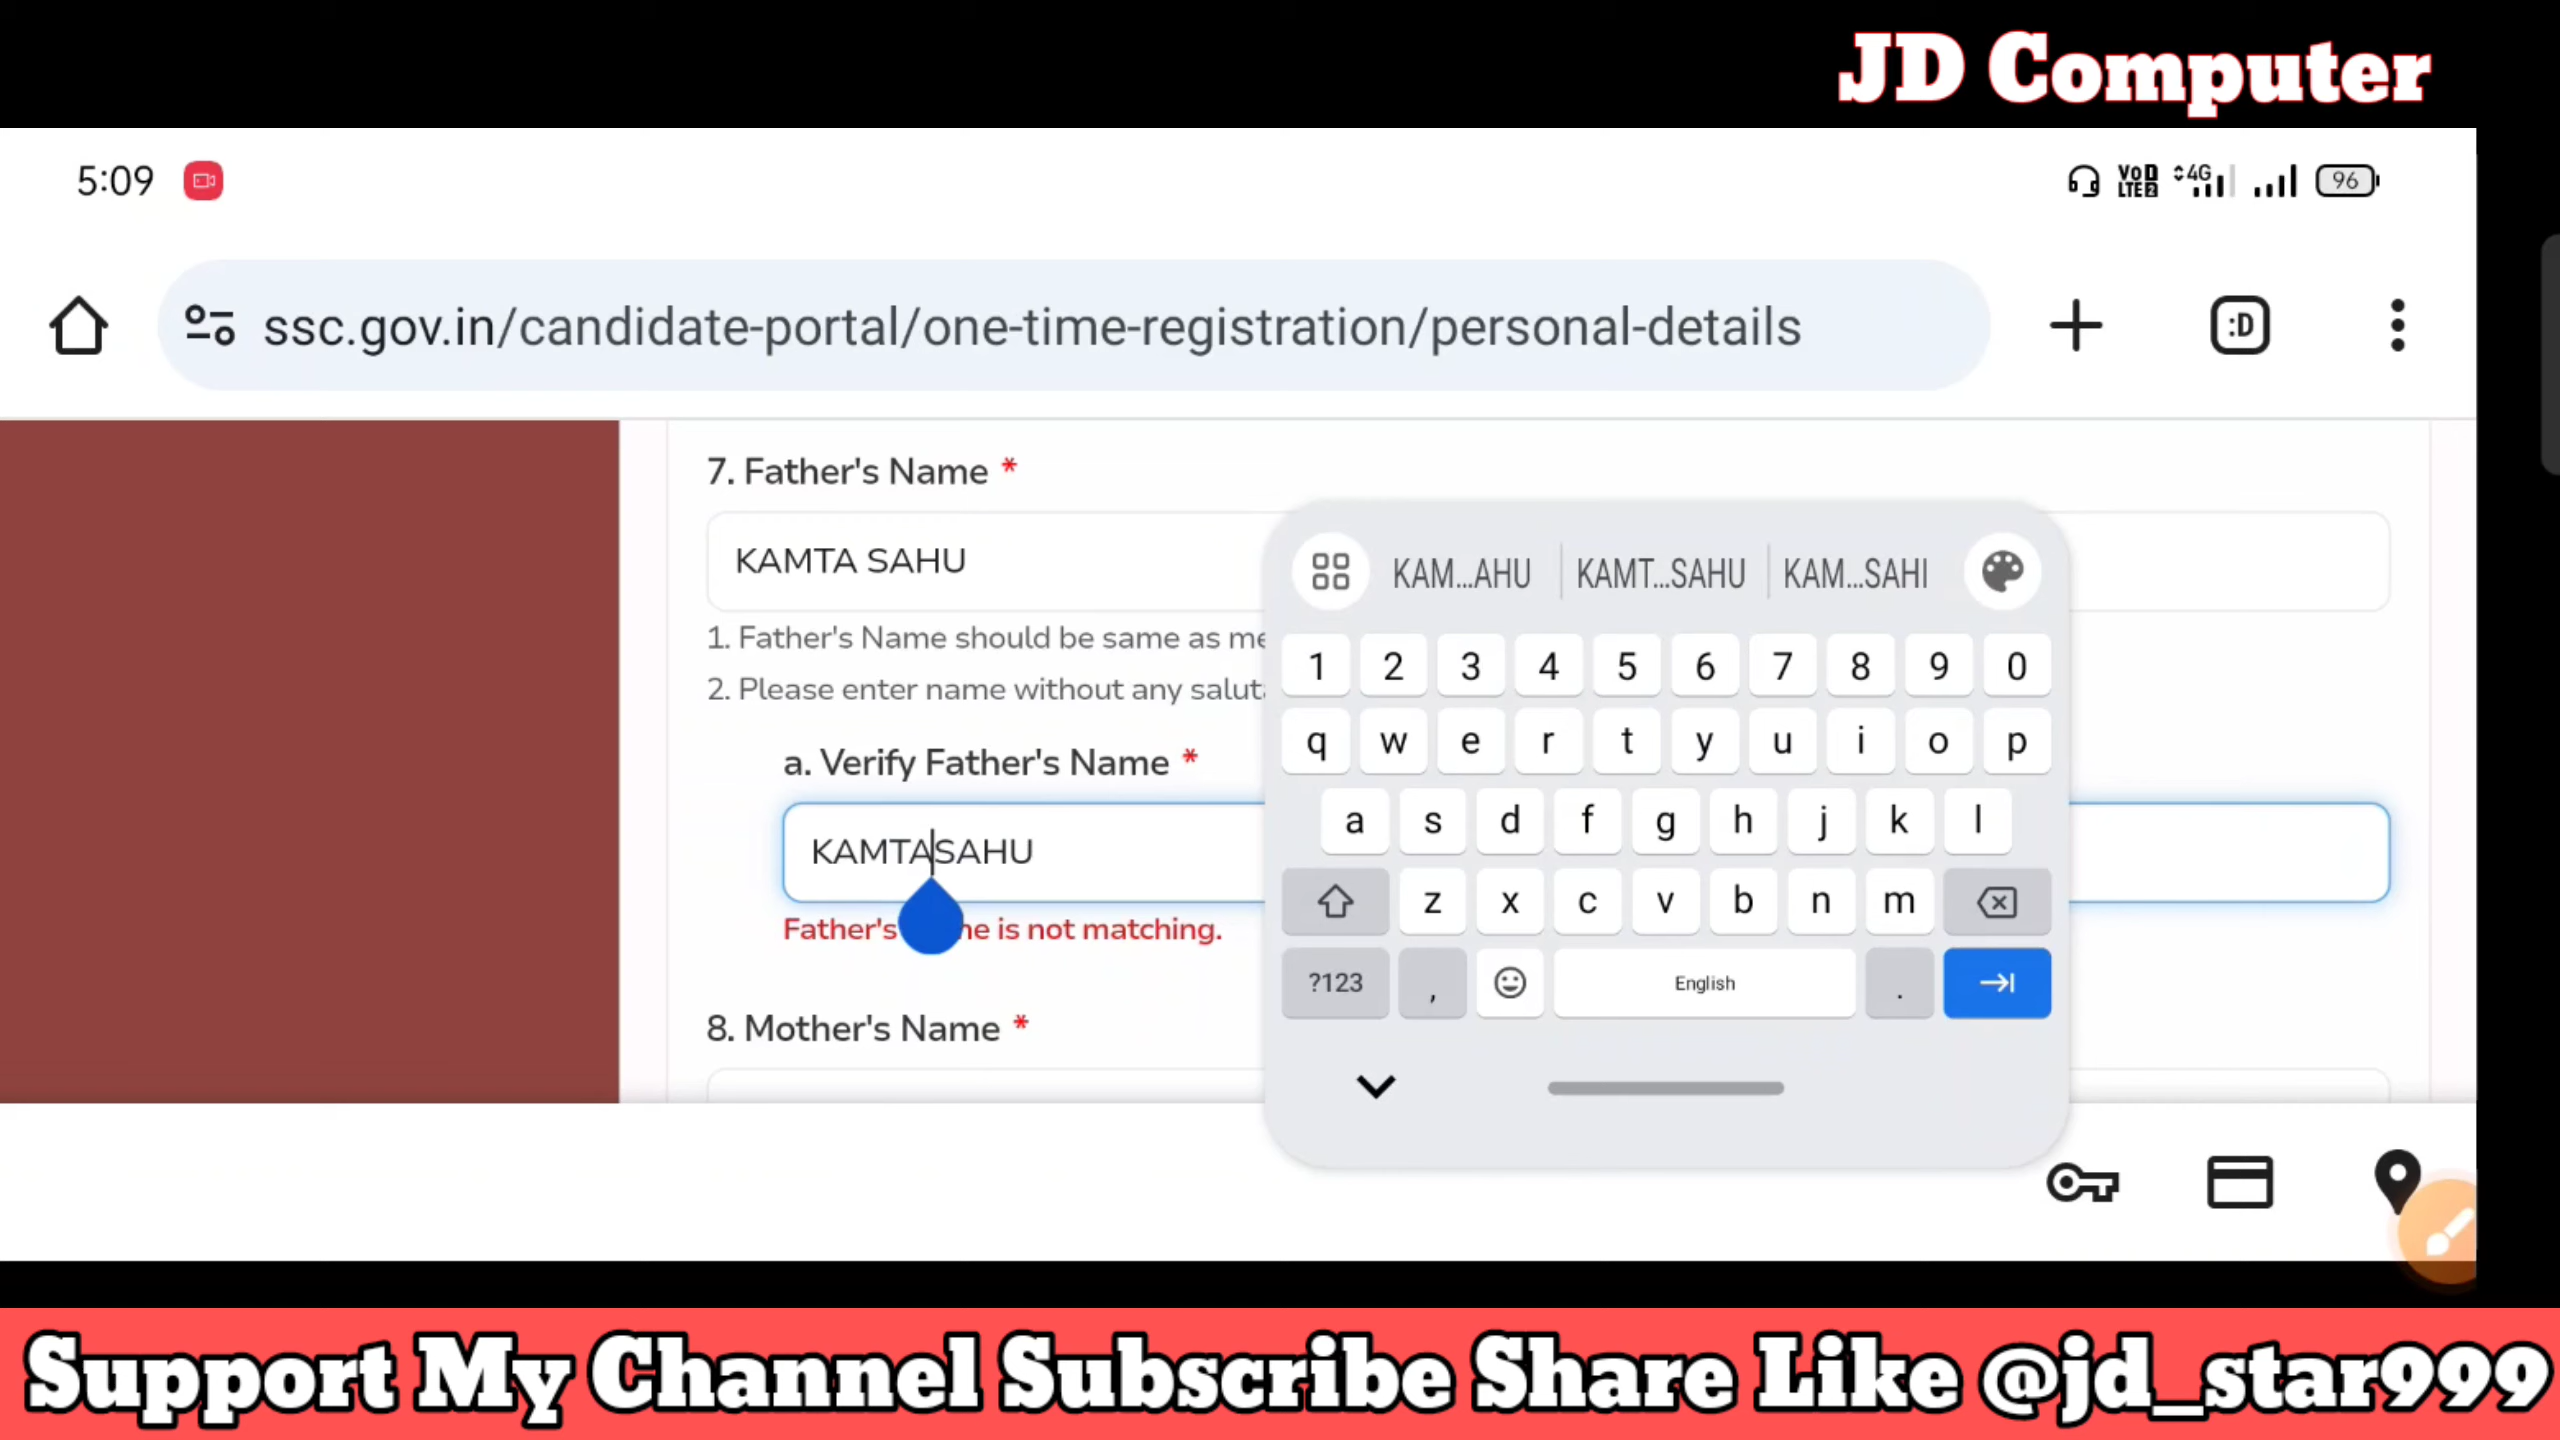 JD Computer
5:09
VoD LTE2 4G 96
ssc.gov.in/candidate-portal/one-time-registration/personal-details
:D
7. Father's Name *
KAMTA SAHU
1. Father's Name should be same as
2. Please enter name without any
a. Verify Father's Name *
KAMTASAHU
Father's is not matching.
8. Mother's Name *
KAM...AHU KAMT...SAHU KAM...SAHI
1 2 3 4 5 6 7 8 9 0
q w e r t y u i o p
a s d f g h j k l
z x c v b n m
?123 , English .
Support My Channel Subscribe Share Like @jd_star999